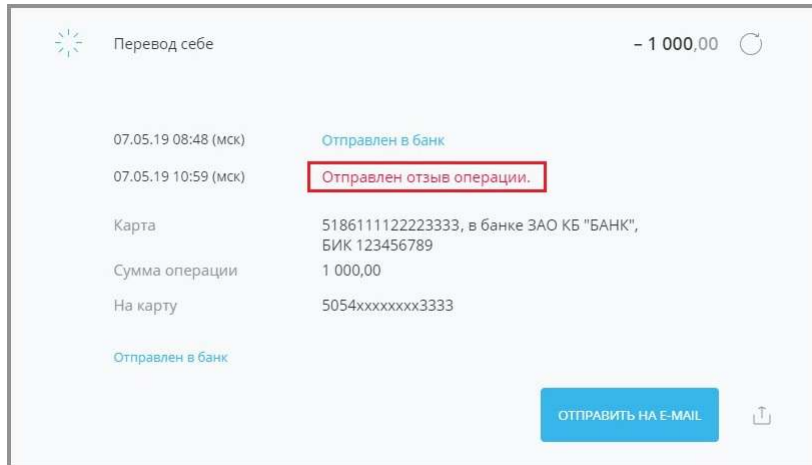 Перевод себе – 1 000,00
07.05.19 08:48 (мск) Отправлен в банк
07.05.19 10:59 (мск) Отправлен отзыв операции.
Карта 5186111122223333, в банке ЗАО КБ "БАНК",
БИК 123456789
Сумма операции 1 000,00
На карту 5054xxxxxxxx3333
Отправлен в банк
ОТПРАВИТЬ НА E-MAIL